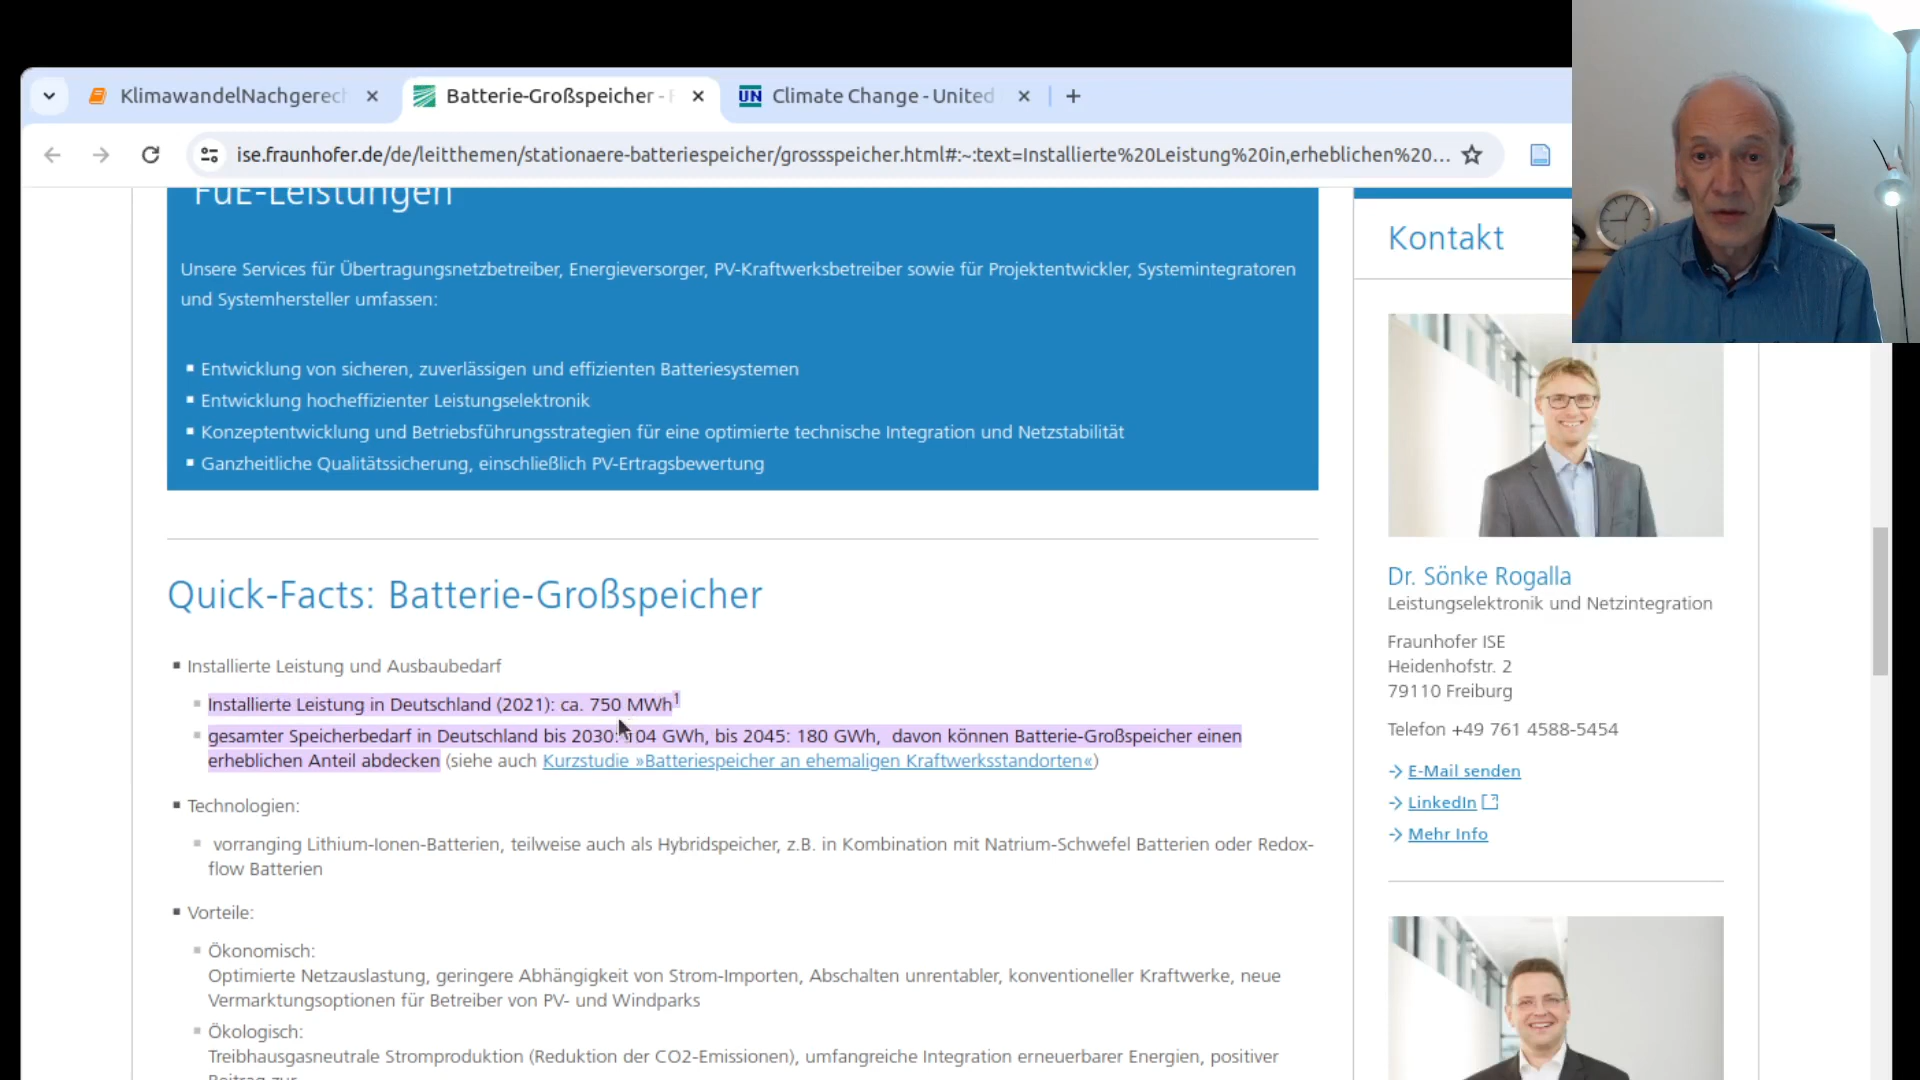 KlimawandelNachgerech
Batterie-Großspeicher - F
UN Climate Change - United
ise.fraunhofer.de/de/leitthemen/stationaere-batteriespeicher/grossspeicher.html#:~:text=Installierte%20Leistung%20in,erheblichen%20...
FuE-Leistungen
Unsere Services für Übertragungsnetzbetreiber, Energieversorger, PV-Kraftwerksbetreiber sowie für Projektentwickler, Systemintegratoren
und Systemhersteller umfassen:
Entwicklung von sicheren, zuverlässigen und effizienten Batteriesystemen
Entwicklung hocheffizienter Leistungselektronik
Konzeptentwicklung und Betriebsführungsstrategien für eine optimierte technische Integration und Netzstabilität
Ganzheitliche Qualitätssicherung, einschließlich PV-Ertragsbewertung
Quick-Facts: Batterie-Großspeicher
Installierte Leistung und Ausbaubedarf
Installierte Leistung in Deutschland (2021): ca. 750 MWh1
gesamter Speicherbedarf in Deutschland bis 2030: 104 GWh, bis 2045: 180 GWh, davon können Batterie-Großspeicher einen
erheblichen Anteil abdecken (siehe auch Kurzstudie »Batteriespeicher an ehemaligen Kraftwerksstandorten«)
Technologien:
vorranging Lithium-Ionen-Batterien, teilweise auch als Hybridspeicher, z.B. in Kombination mit Natrium-Schwefel Batterien oder Redox-
flow Batterien
Vorteile:
Ökonomisch:
Optimierte Netzauslastung, geringere Abhängigkeit von Strom-Importen, Abschalten unrentabler, konventioneller Kraftwerke, neue
Vermarktungsoptionen für Betreiber von PV- und Windparks
Ökologisch:
Treibhausgasneutrale Stromproduktion (Reduktion der CO2-Emissionen), umfangreiche Integration erneuerbarer Energien, positiver
Beitrag zur
Kontakt
Dr. Sönke Rogalla
Leistungselektronik und Netzintegration
Fraunhofer ISE
Heidenhofstr. 2
79110 Freiburg
Telefon +49 761 4588-5454
E-Mail senden
LinkedIn
Mehr Info